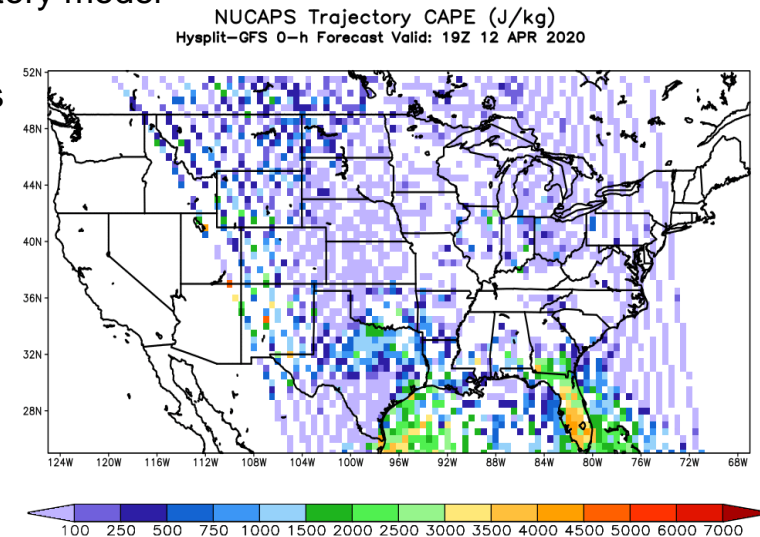 tory model
NUCAPS Trajectory CAPE (J/kg)
Hysplit-GFS 0-h Forecast Valid: 19Z 12 APR 2020
s
52N
48N
44N
40N
36N
32N
28N
124W 120W 116W 112W 108W 104W 100W 96W 92W 88W 84W 80W 76W 72W 68W
100 250 500 750 1000 1500 2000 2500 3000 3500 4000 4500 5000 6000 7000